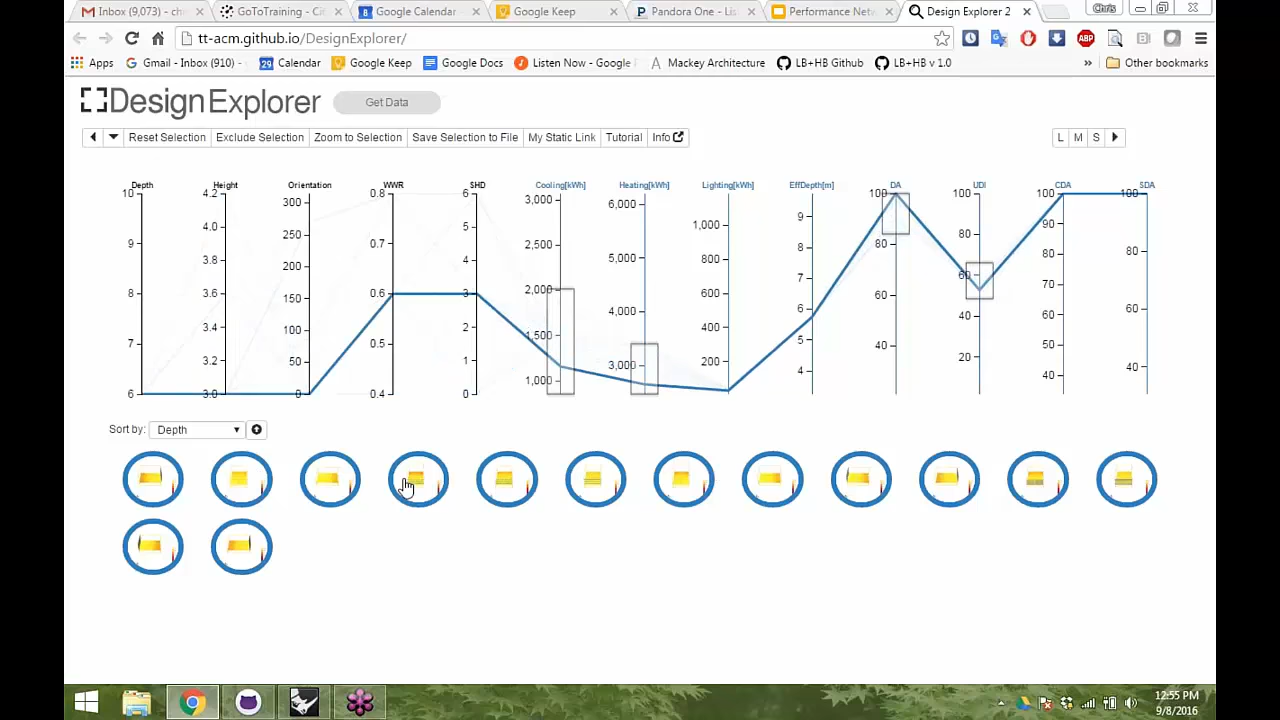 Inbox (9,073) - ch
GoToTraining - Ci
Google Calendar
Google Keep
Pandora One - Lis
Performance Netw
Design Explorer 2
Chris
tt-acm.github.io/DesignExplorer/
Apps
Gmail - Inbox (910) -
Calendar
Google Keep
Google Docs
Listen Now - Google
Mackey Architecture
LB+HB Github
LB+HB v 1.0
»
Other bookmarks
DesignExplorer
Get Data
Reset Selection
Exclude Selection
Zoom to Selection
Save Selection to File
My Static Link
Tutorial
Info
L
M
S
Depth
Height
Orientation
WWR
SHD
Cooling[kWh]
Heating[kWh]
Lighting[kWh]
EffDepth[m]
DA
UDI
CDA
SDA
10
9
8
7
6
4.2
4.0
3.8
3.6
3.4
3.2
3.0
300
250
200
150
100
50
0
0.8
0.7
0.6
0.5
0.4
6
5
4
3
2
1
0
3,000
2,500
2,000
1,500
1,000
6,000
5,000
4,000
3,000
1,000
800
600
400
200
9
8
7
6
5
4
100
80
60
40
100
80
60
40
20
100
90
80
70
60
50
40
100
80
60
40
Sort by:
Depth
12:55 PM
9/8/2016